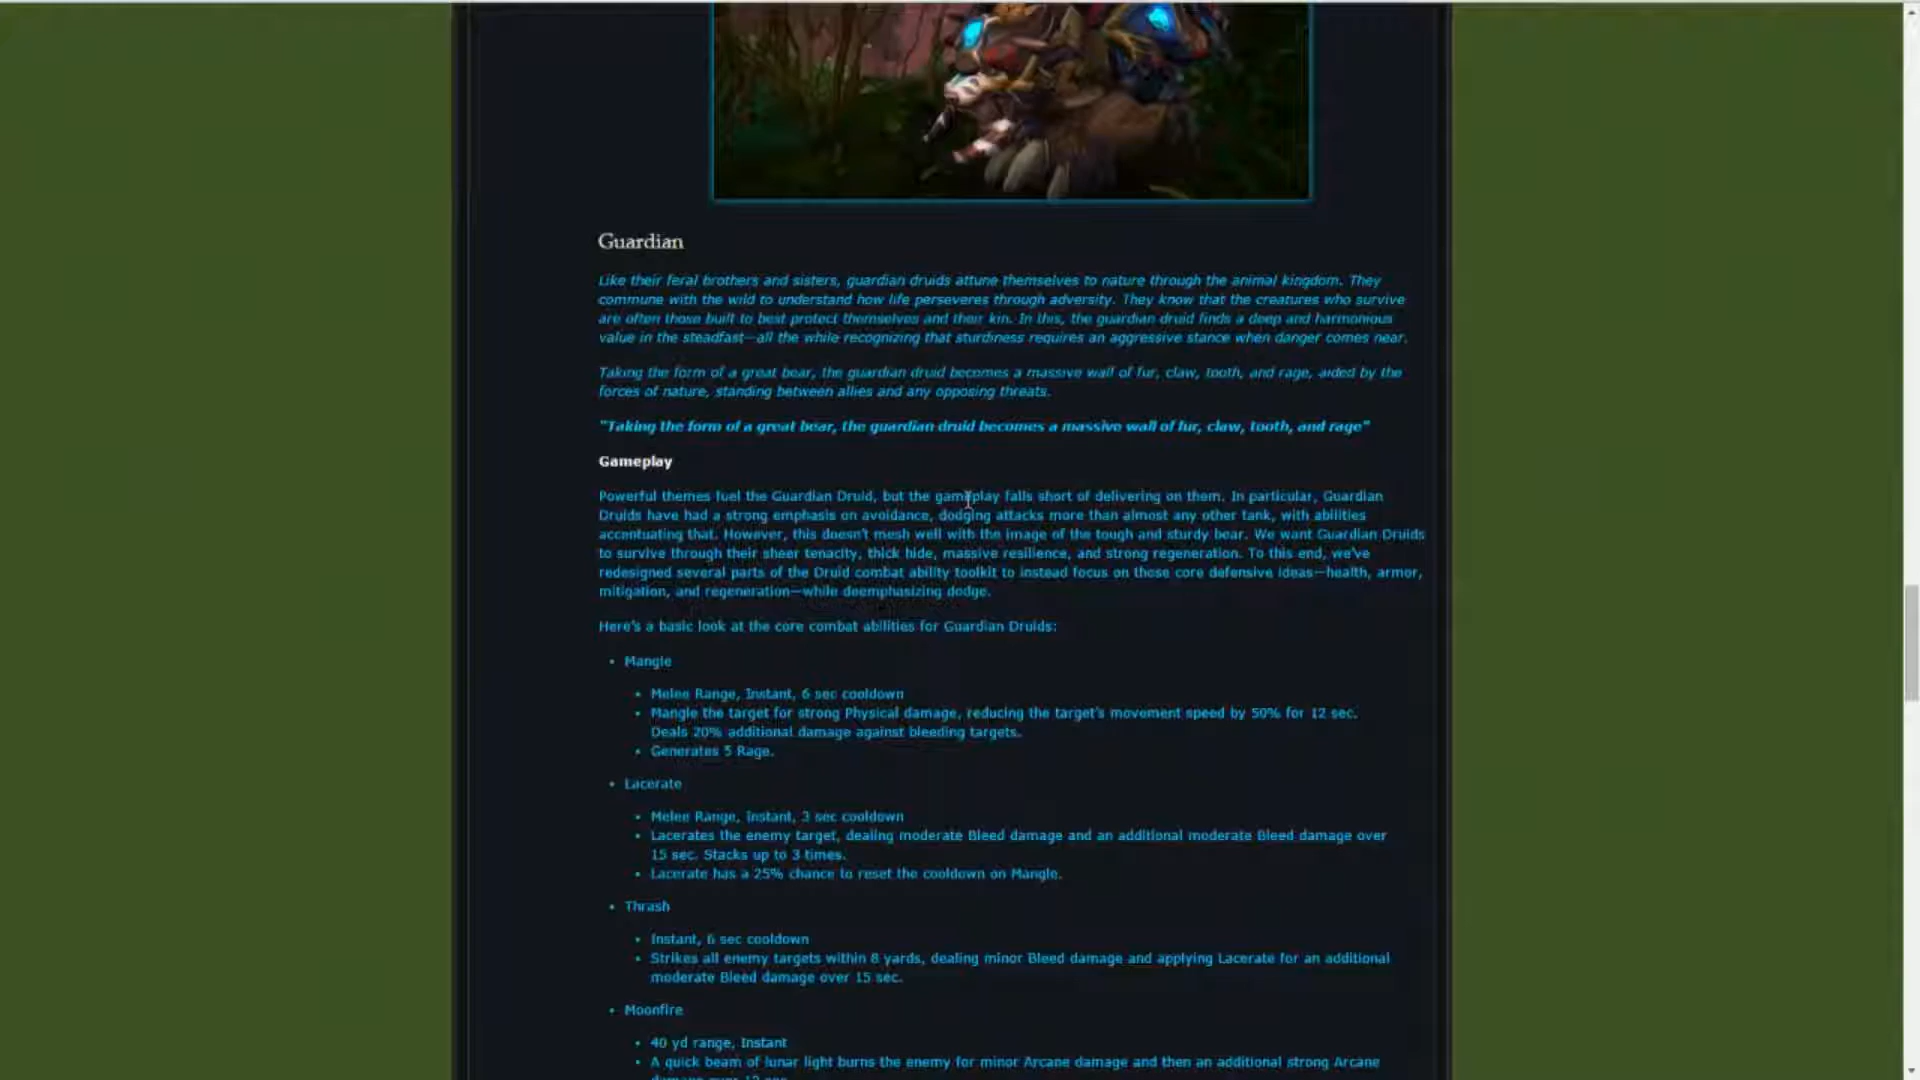 Guardian
Like their feral brothers and sisters, guardian druids attune themselves to nature through the animal kingdom. They
commune with the wild to understand how life perseveres through adversity. They know that the creatures who survive
are often those built to best protect themselves and their kin. In this, the guardian druid finds a deep and harmonious
value in the steadfast—all the while recognizing that sturdiness requires an aggressive stance when danger comes near.
Taking the form of a great bear, the guardian druid becomes a massive wall of fur, claw, tooth, and rage, aided by the
forces of nature, standing between allies and any opposing threats.
"Taking the form of a great bear, the guardian druid becomes a massive wall of fur, claw, tooth, and rage"
Gameplay
Powerful themes fuel the Guardian Druid, but the gameplay falls short of delivering on them. In particular, Guardian
Druids have had a strong emphasis on avoidance, dodging attacks more than almost any other tank, with abilities
accentuating that. However, this doesn't mesh well with the image of the tough and sturdy bear. We want Guardian Druids
to survive through their sheer tenacity, thick hide, massive resilience, and strong regeneration. To this end, we've
redesigned several parts of the Druid combat ability toolkit to instead focus on those core defensive ideas—health, armor,
mitigation, and regeneration—while deemphasizing dodge.
Here's a basic look at the core combat abilities for Guardian Druids:
• Mangle
• Melee Range, Instant, 6 sec cooldown
• Mangle the target for strong Physical damage, reducing the target's movement speed by 50% for 12 sec.
Deals 20% additional damage against bleeding targets.
• Generates 5 Rage.
• Lacerate
• Melee Range, Instant, 3 sec cooldown
• Lacerates the enemy target, dealing moderate Bleed damage and an additional moderate Bleed damage over
15 sec. Stacks up to 3 times.
• Lacerate has a 25% chance to reset the cooldown on Mangle.
• Thrash
• Instant, 6 sec cooldown
• Strikes all enemy targets within 8 yards, dealing minor Bleed damage and applying Lacerate for an additional
moderate Bleed damage over 15 sec.
• Moonfire
• 40 yd range, Instant
• A quick beam of lunar light burns the enemy for minor Arcane damage and then an additional strong Arcane